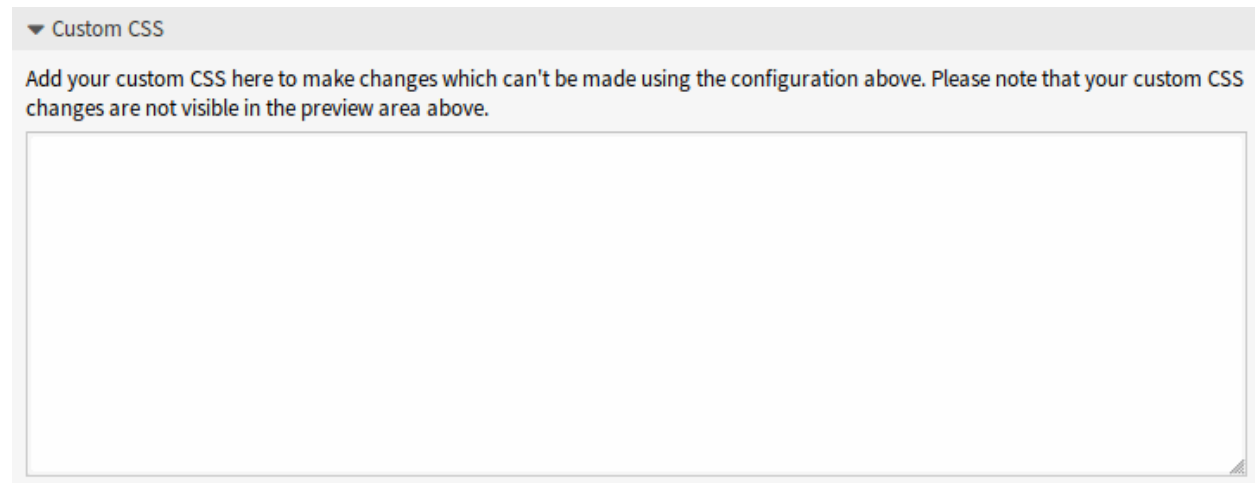 Custom CSS
Add your custom CSS here to make changes which can't be made using the configuration above. Please note that your custom CSS
changes are not visible in the preview area above.